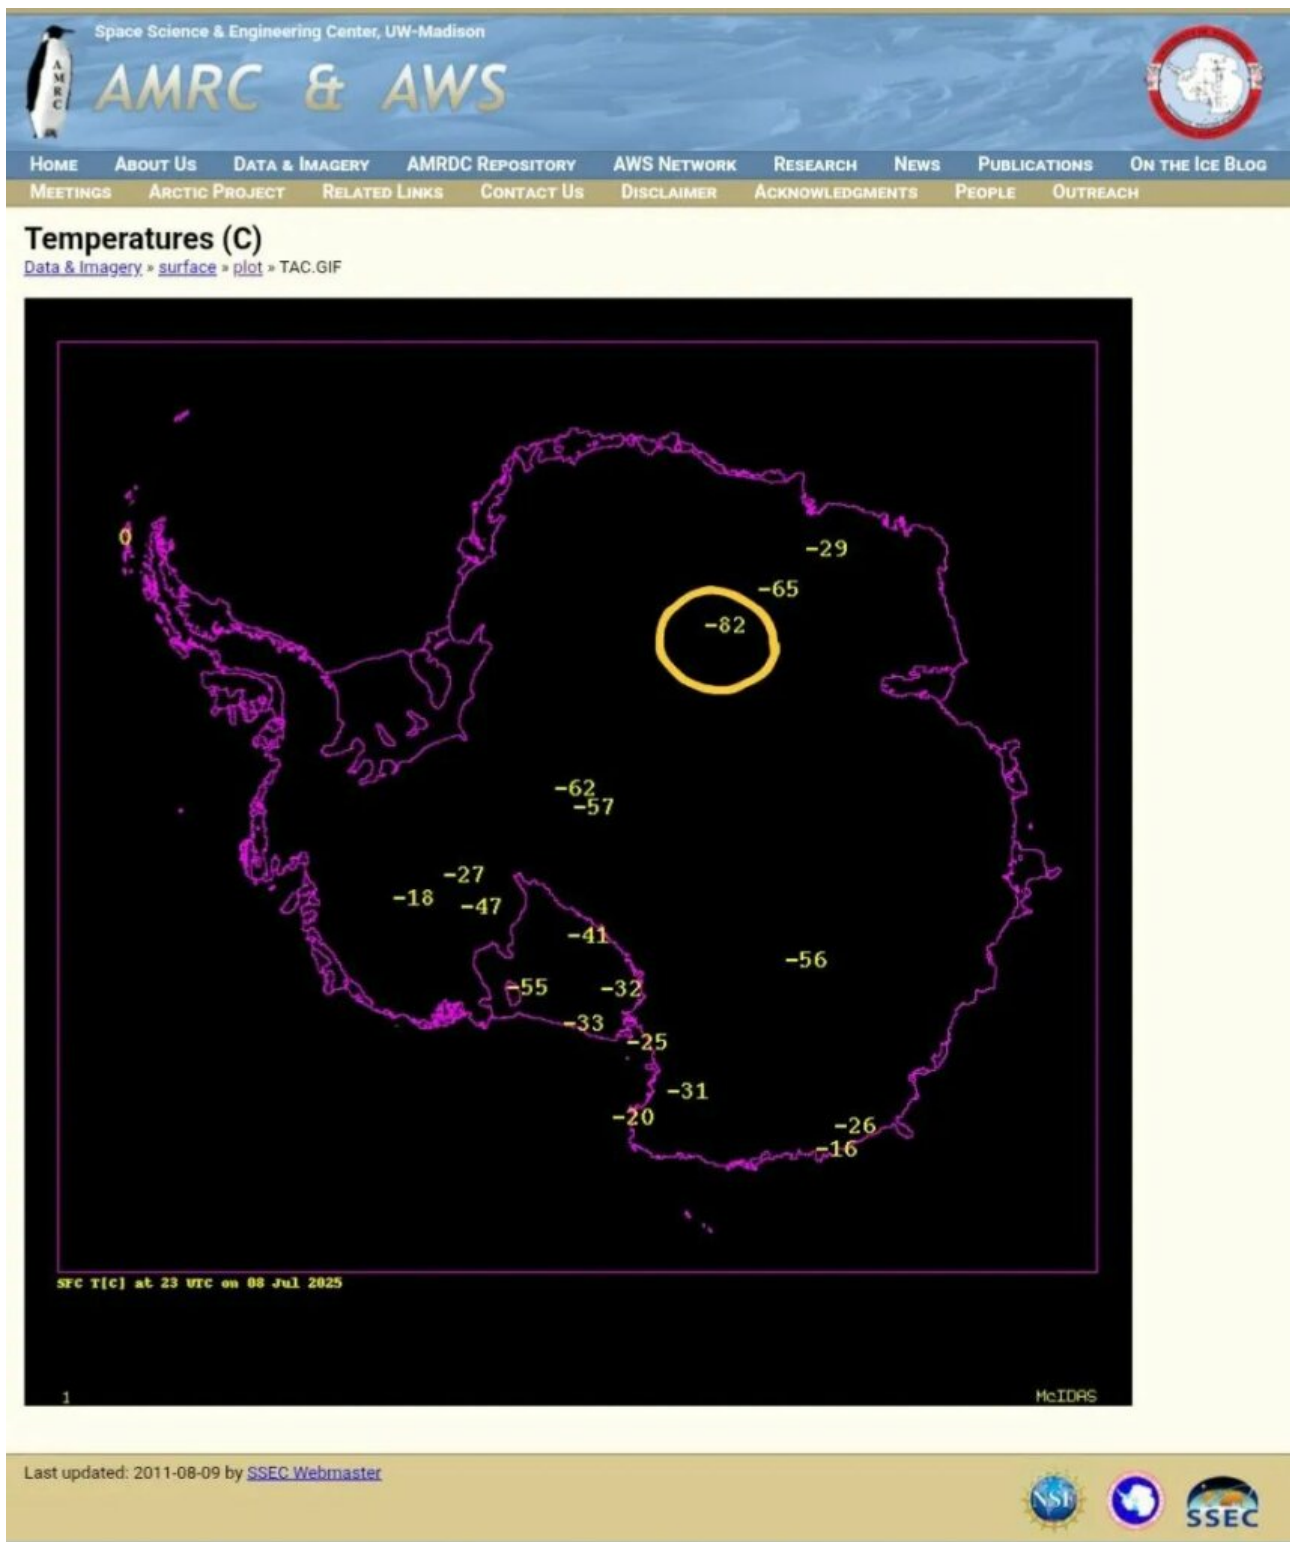 Space Science & Engineering Center, UW-Madison
AMRC
AMRC & AWS
HOME ABOUT US DATA & IMAGERY AMRDC REPOSITORY AWS NETWORK RESEARCH NEWS PUBLICATIONS ON THE ICE BLOG
MEETINGS ARCTIC PROJECT RELATED LINKS CONTACT US DISCLAIMER ACKNOWLEDGMENTS PEOPLE OUTREACH
Temperatures (C)
Data & Imagery » surface » plot » TAC.GIF
0
-29
-65
-82
-62
-57
-27
-18
-47
-41
-56
-55
-32
-33
-25
-31
-20
-26
-16
SFC T[C] at 23 UTC on 08 Jul 2025
1 McIDAS
Last updated: 2011-08-09 by SSEC Webmaster
NSF
SSEC